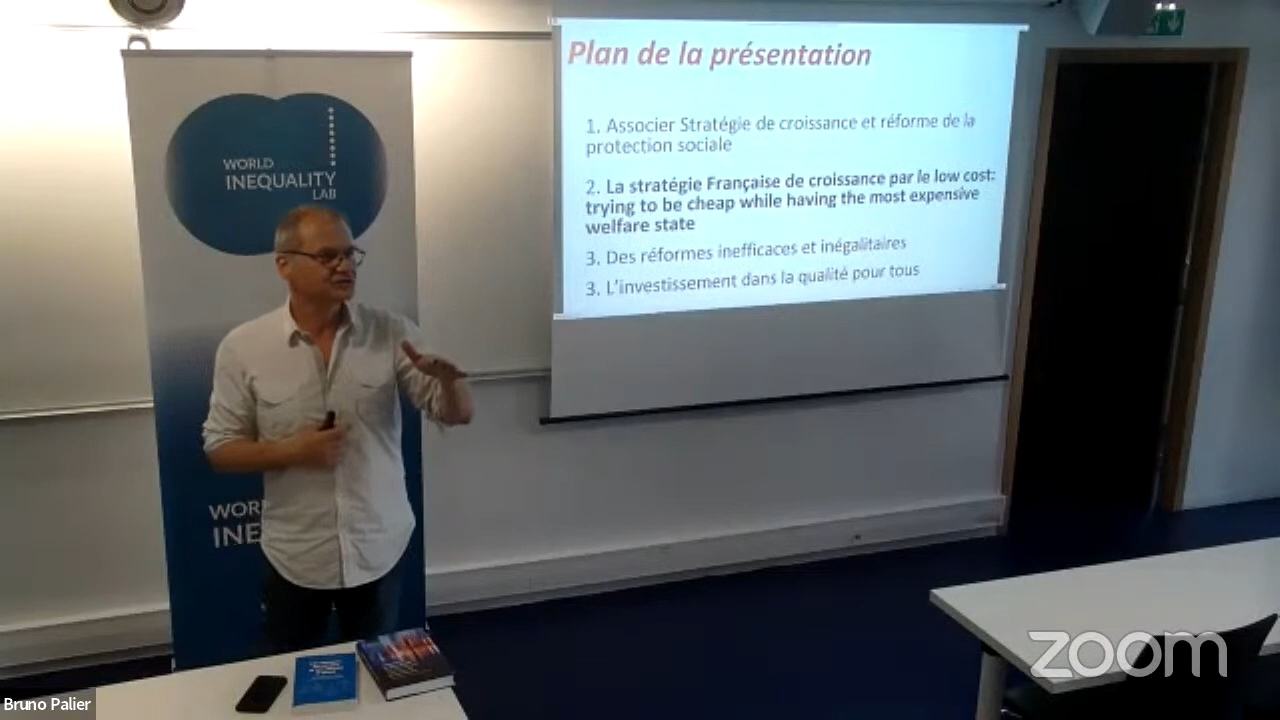 Plan de la présentation
1. Associer Stratégie de croissance et réforme de la
protection sociale
2. La stratégie Française de croissance par le low cost:
trying to be cheap while having the most expensive
welfare state
3. Des réformes inefficaces et inégalitaires
3. L'investissement dans la qualité pour tous
WORLD
INEQUALITY
LAB
WOR
INE
zoom
Bruno Palier